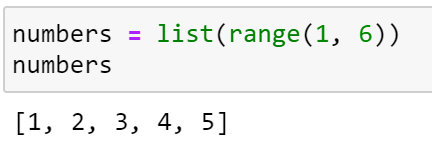 numbers = list(range(1, 6))
numbers
[1, 2, 3, 4, 5]